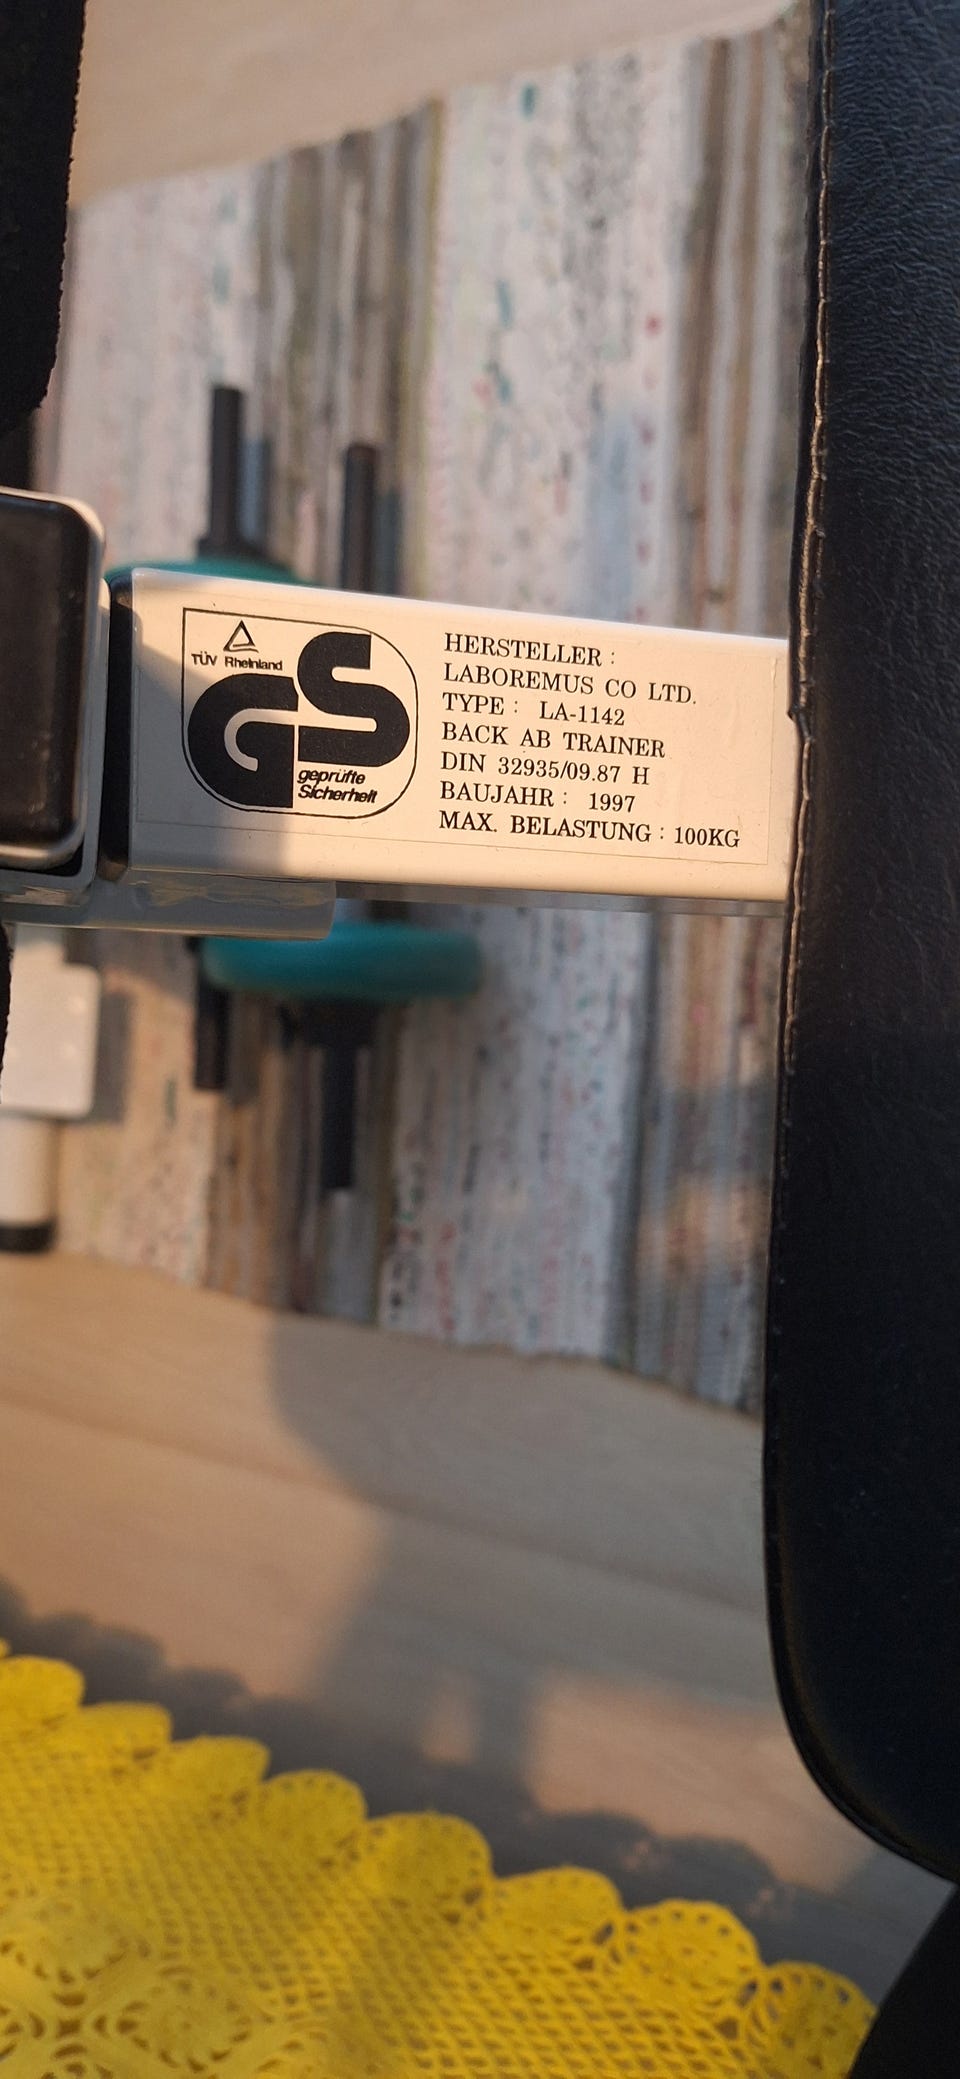 TÜV Rheinland
GS
geprüfte
Sicherheit
HERSTELLER :
LABOREMUS CO LTD.
TYPE : LA-1142
BACK AB TRAINER
DIN 32935/09.87 H
BAUJAHR : 1997
MAX. BELASTUNG : 100KG